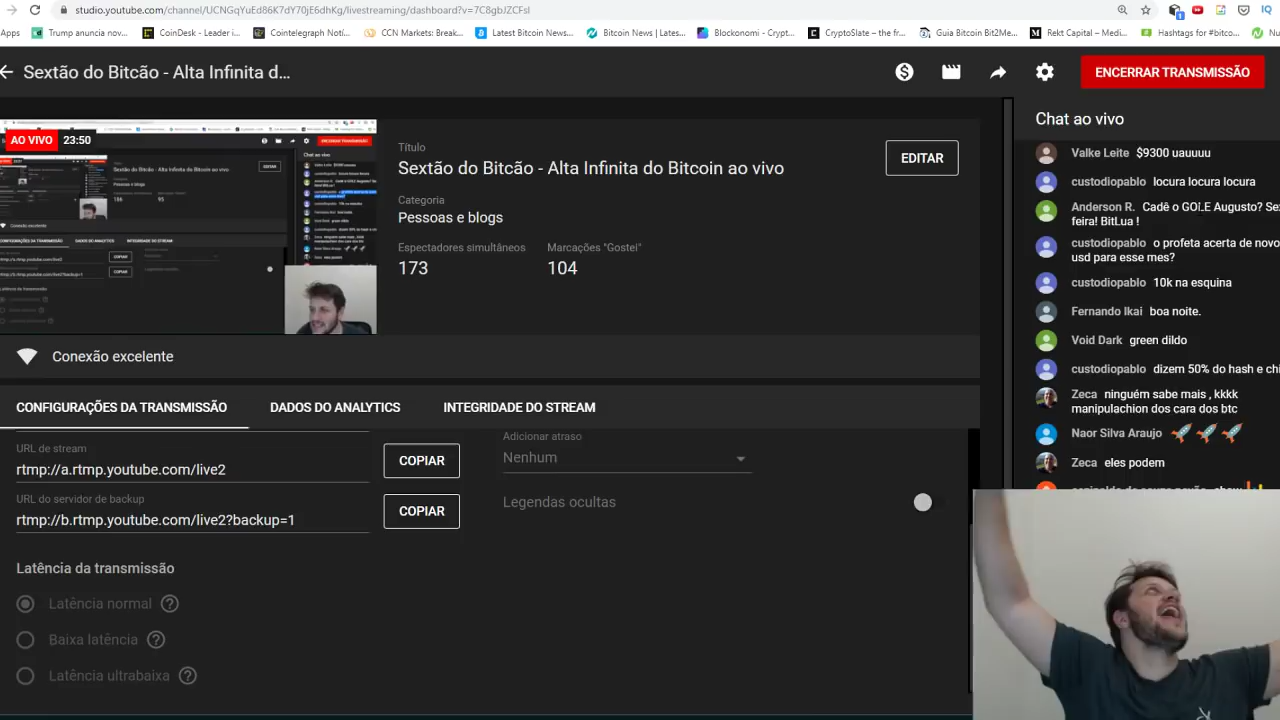 studio.youtube.com/channel/UCNGqYuEd86K7dY70jE6dhKg/livestreaming/dashboard?v=7C8gbJZCFsI
Apps Trump anuncia nov... CoinDesk - Leader i... Cointelegraph Noti... CCN Markets: Break... Latest Bitcoin News... Bitcoin News | Lates... Blockonomi - Crypt... CryptoSlate – the fr... Guia Bitcoin Bit2Me... Rekt Capital – Medi... Hashtags for #bitco...
Sextão do Bitcão - Alta Infinita d...
ENCERRAR TRANSMISSÃO
AO VIVO 23:50
Título
Sextão do Bitcão - Alta Infinita do Bitcoin ao vivo
EDITAR
Categoria
Pessoas e blogs
Espectadores simultâneos Marcações "Gostei"
173 104
Conexão excelente
CONFIGURAÇÕES DA TRANSMISSÃO DADOS DO ANALYTICS INTEGRIDADE DO STREAM
URL de stream
rtmp://a.rtmp.youtube.com/live2
COPIAR
Adicionar atraso
Nenhum
URL do servidor de backup
rtmp://b.rtmp.youtube.com/live2?backup=1
COPIAR
Legendas ocultas
Latência da transmissão
Latência normal
Baixa latência
Latência ultrabaixa
Chat ao vivo
Valke Leite $9300 uauuuu
custodiopablo locura locura locura
Anderson R. Cadê o GOLE Augusto? Se
feira! BitLua !
custodiopablo o profeta acerta de novo
usd para esse mes?
custodiopablo 10k na esquina
Fernando Ikai boa noite.
Void Dark green dildo
custodiopablo dizem 50% do hash e chi
Zeca ninguém sabe mais , kkkk
manipulachion dos cara dos btc
Naor Silva Araujo 🚀🚀🚀
Zeca eles podem